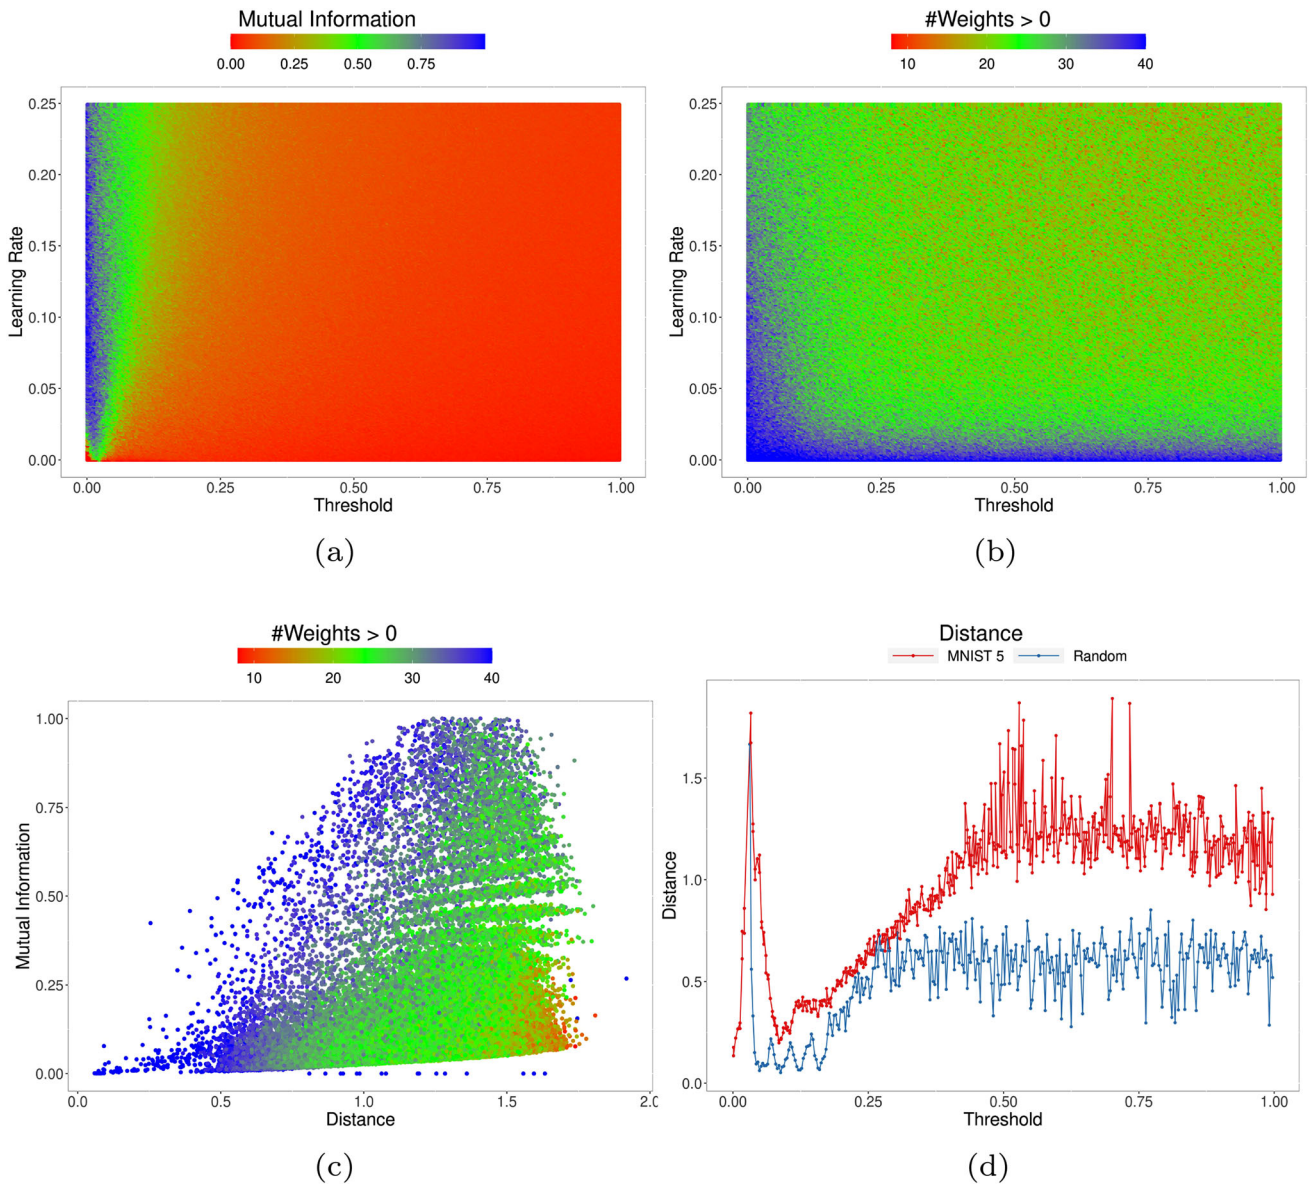 Mutual Information
0.00 0.25 0.50 0.75
Learning Rate
0.25
0.20
0.15
0.10
0.05
0.00
0.00 0.25 0.50 0.75 1.00
Threshold
(a)
#Weights > 0
10 20 30 40
Learning Rate
0.25
0.20
0.15
0.10
0.05
0.00
0.00 0.25 0.50 0.75 1.00
Threshold
(b)
#Weights > 0
10 20 30 40
Mutual Information
1.00
0.75
0.50
0.25
0.00
0.0 0.5 1.0 1.5 2.0
Distance
(c)
Distance
MNIST 5 Random
Distance
1.5
1.0
0.5
0.0
0.00 0.25 0.50 0.75 1.00
Threshold
(d)